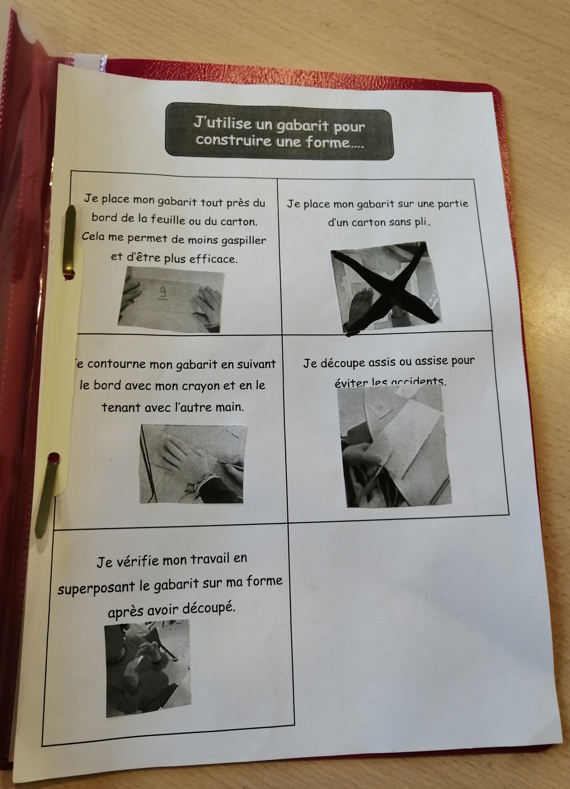 J'utilise un gabarit pour
construire une forme....
Je place mon gabarit tout près du
bord de la feuille ou du carton.
Cela me permet de moins gaspiller
et d'être plus efficace.
9
Je place mon gabarit sur une partie
d'un carton sans pli.
Je contourne mon gabarit en suivant
le bord avec mon crayon et en le
tenant avec l'autre main.
Je découpe assis ou assise pour
éviter les accidents.
Je vérifie mon travail en
superposant le gabarit sur ma forme
après avoir découpé.